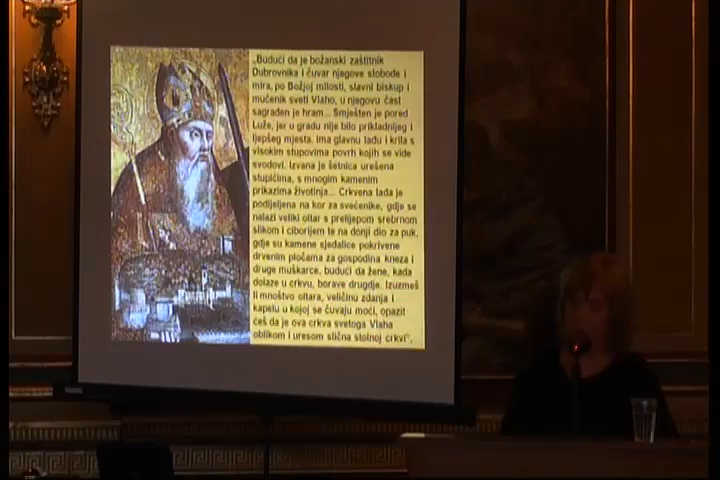 „Budući da je božanski zaštitnik
Dubrovnika i čuvar njegove slobode i
mira, po Božjoj milosti, slavni biskup i
mučenik sveti Vlaho, u njegovu čast
sagrađen je hram... Smješten je pored
Luže, jer u gradu nije bilo prikladnijeg i
ljepšeg mjesta. Ima glavnu lađu i krila s
visokim stupovima povrh kojih se vide
svodovi. Izvana je šetnica urešena
stupićima, s mnogim kamenim
prikazima životinja... Crkvena lađa je
podijeljena na kor za svećenike, gdje se
nalazi veliki oltar s prelijepom srebrnom
slikom i ciborijem te na donji dio za puk,
gdje su kamene sjedalice pokrivene
drvenim pločama za gospodina kneza i
druge muškarce, budući da žene, kada
dolaze u crkvu, borave drugdje. Izuzmeš
li mnoštvo oltara, veličinu zdanja i
kapelu u kojoj se čuvaju moći, opazit
ćeš da je ova crkva svetoga Vlaha
oblikom i uresom slična stolnoj crkvi“.